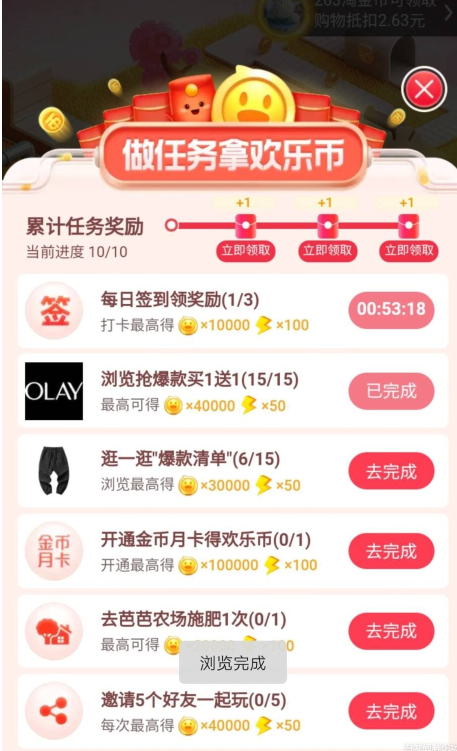 265淘金币可领取
购物抵扣2.63元
做任务拿欢乐币
累计任务奖励
当前进度 10/10
+1
+1
+1
立即领取
立即领取
立即领取
签
每日签到领奖励(1/3)
打卡最高得 ×10000 ×100
00:53:18
OLAY
浏览抢爆款买1送1(15/15)
最高可得 ×40000 ×50
已完成
逛一逛"爆款清单"(6/15)
浏览最高得 ×30000 ×50
去完成
金币
月卡
开通金币月卡得欢乐币(0/1)
开通最高得 ×100000 ×100
去完成
去芭芭农场施肥1次(0/1)
最高可得
去完成
浏览完成
邀请5个好友一起玩(0/5)
每次最高得 ×40000 ×50
去完成